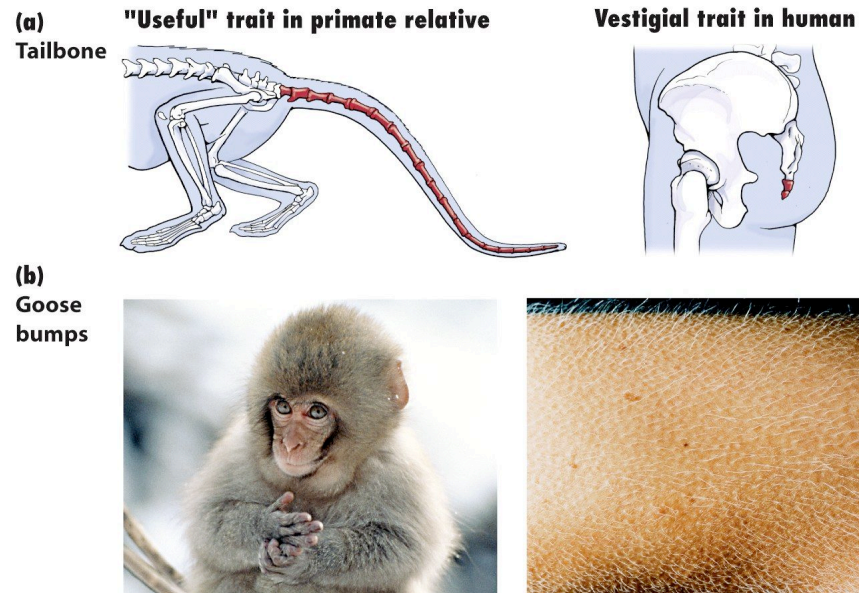 (a)
Tailbone
"Useful" trait in primate relative
Vestigial trait in human
(b)
Goose
bumps